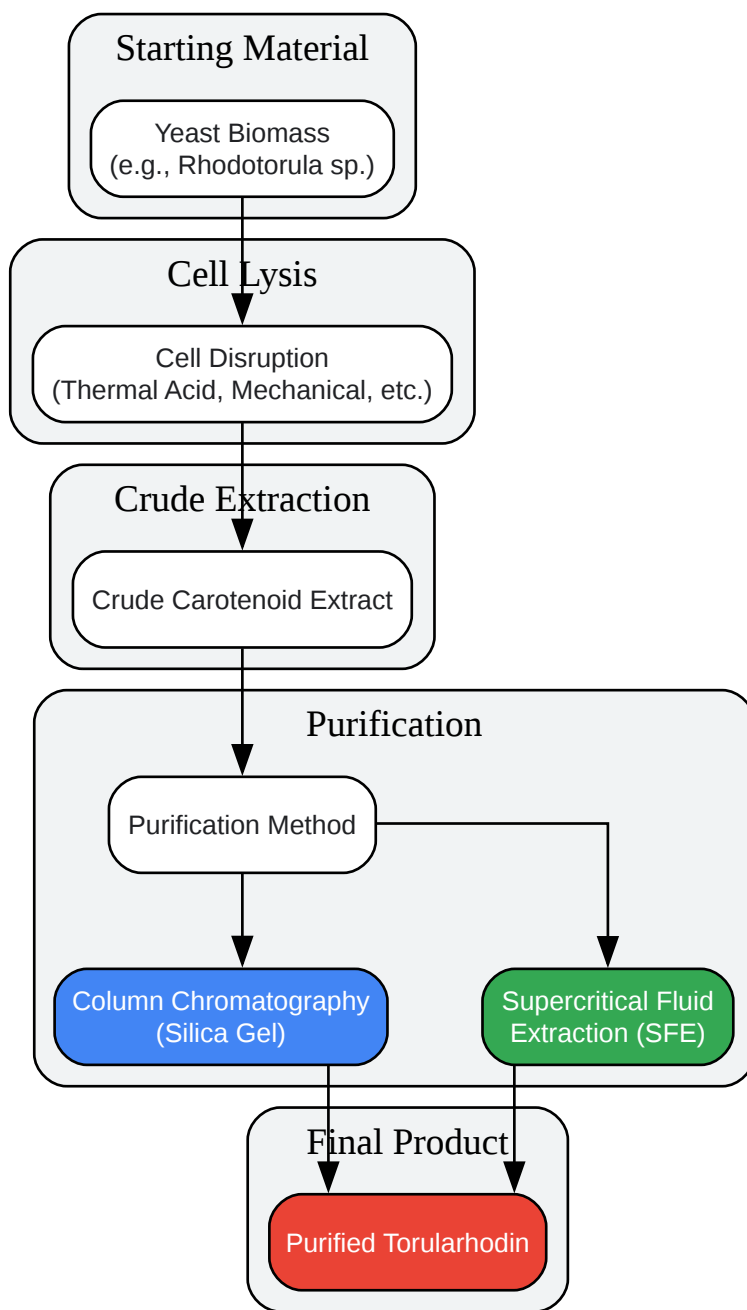 Starting Material
Yeast Biomass
(e.g., Rhodotorula sp.)
Cell Lysis
Cell Disruption
(Thermal Acid, Mechanical, etc.)
Crude Extraction
Crude Carotenoid Extract
Purification
Purification Method
Column Chromatography
(Silica Gel)
Supercritical Fluid
Extraction (SFE)
Final Product
Purified Torularhodin